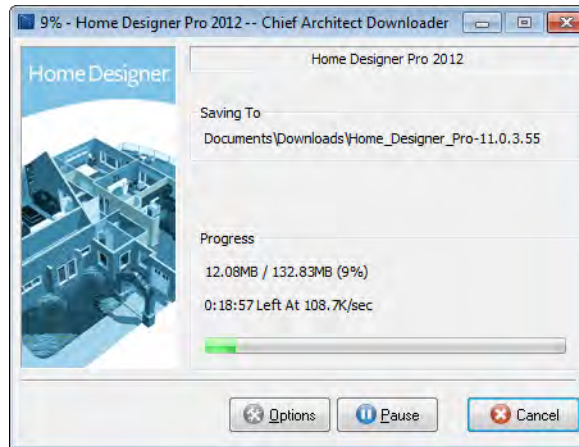 9% - Home Designer Pro 2012 -- Chief Architect Downloader
Home Designer
Home Designer Pro 2012
Saving To
Documents\Downloads\Home_Designer_Pro-11.0.3.55
Progress
12.08MB / 132.83MB (9%)
0:18:57 Left At 108.7K/sec
Options
Pause
Cancel